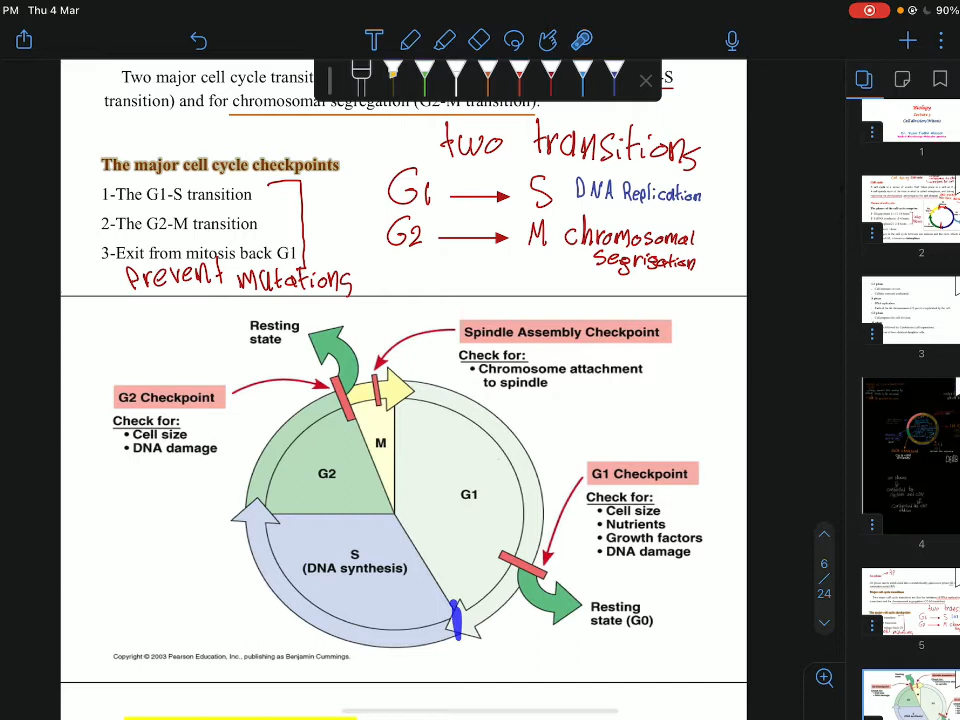 PM Thu 4 Mar
90%
Two major cell cycle transit
-S
transition) and for chromosomal segregation (G2-M transition).
two transitions
The major cell cycle checkpoints
1-The G1-S transition
G1 → S DNA Replication
2-The G2-M transition
G2 → M chromosomal
3-Exit from mitosis back G1
segrisation
prevent mutations
Resting
state
Spindle Assembly Checkpoint
Check for:
• Chromosome attachment
to spindle
G2 Checkpoint
Check for:
• Cell size
• DNA damage
M
G2
G1
G1 Checkpoint
Check for:
• Cell size
• Nutrients
• Growth factors
• DNA damage
S
(DNA synthesis)
Resting
state (G0)
Copyright © 2003 Pearson Education, Inc., publishing as Benjamin Cummings.
6
/
24
1
2
3
4
5